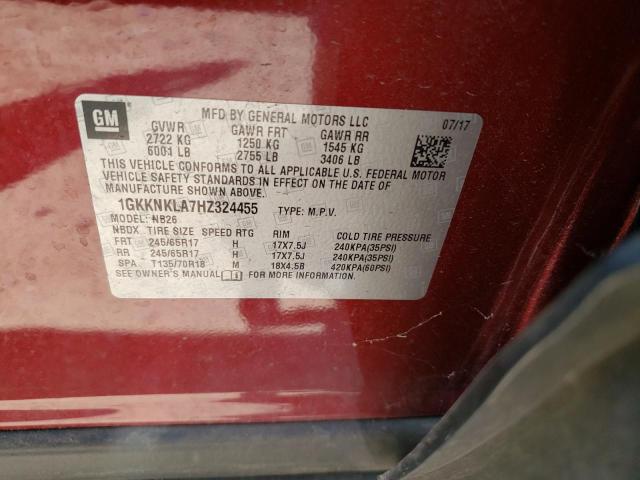 GM
MFD BY GENERAL MOTORS LLC
07/17
GVWR GAWR FRT GAWR RR
2722 KG 1250 KG 1545 KG
6001 LB 2755 LB 3406 LB
THIS VEHICLE CONFORMS TO ALL APPLICABLE U.S. FEDERAL MOTOR
VEHICLE SAFETY STANDARDS IN EFFECT ON THE DATE OF
MANUFACTURE SHOWN ABOVE.
1GKKNKLA7HZ324455 TYPE: M.P.V.
MODEL: NB26
NBDX TIRE SIZE SPEED RTG RIM COLD TIRE PRESSURE
FRT 245/65R17 H 17X7.5J 240KPA(35PSI)
RR 245/65R17 H 17X7.5J 240KPA(35PSI)
SPA T135/70R18 M 18X4.5B 420KPA(60PSI)
SEE OWNER'S MANUAL FOR MORE INFORMATION.